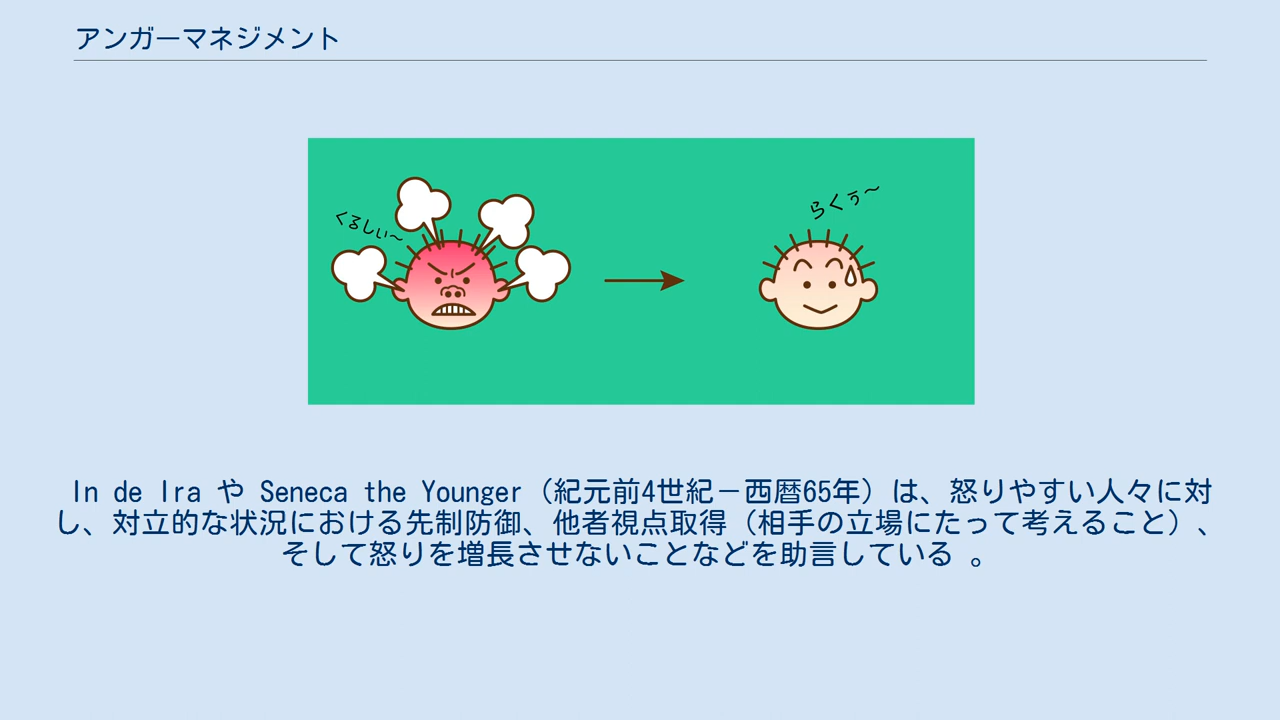 アンガーマネジメント
くるしぃ〜
らくぅ〜
In de Ira や Seneca the Younger（紀元前4世紀－西暦65年）は、怒りやすい人々に対
し、対立的な状況における先制防御、他者視点取得（相手の立場にたって考えること）、
そして怒りを増長させないことなどを助言している 。